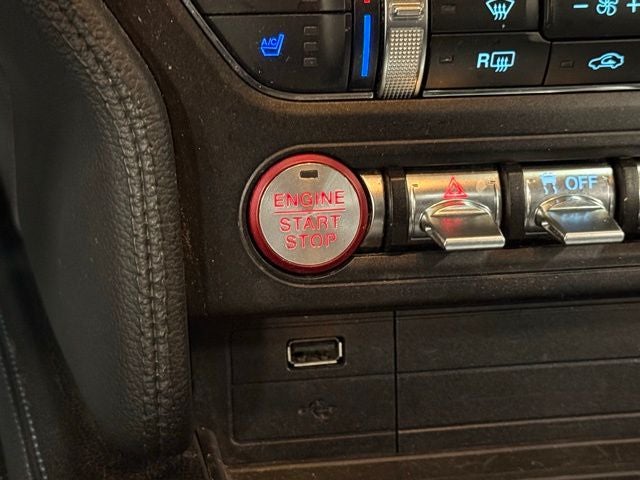 A/C
- +
R
ENGINE
START
STOP
OFF